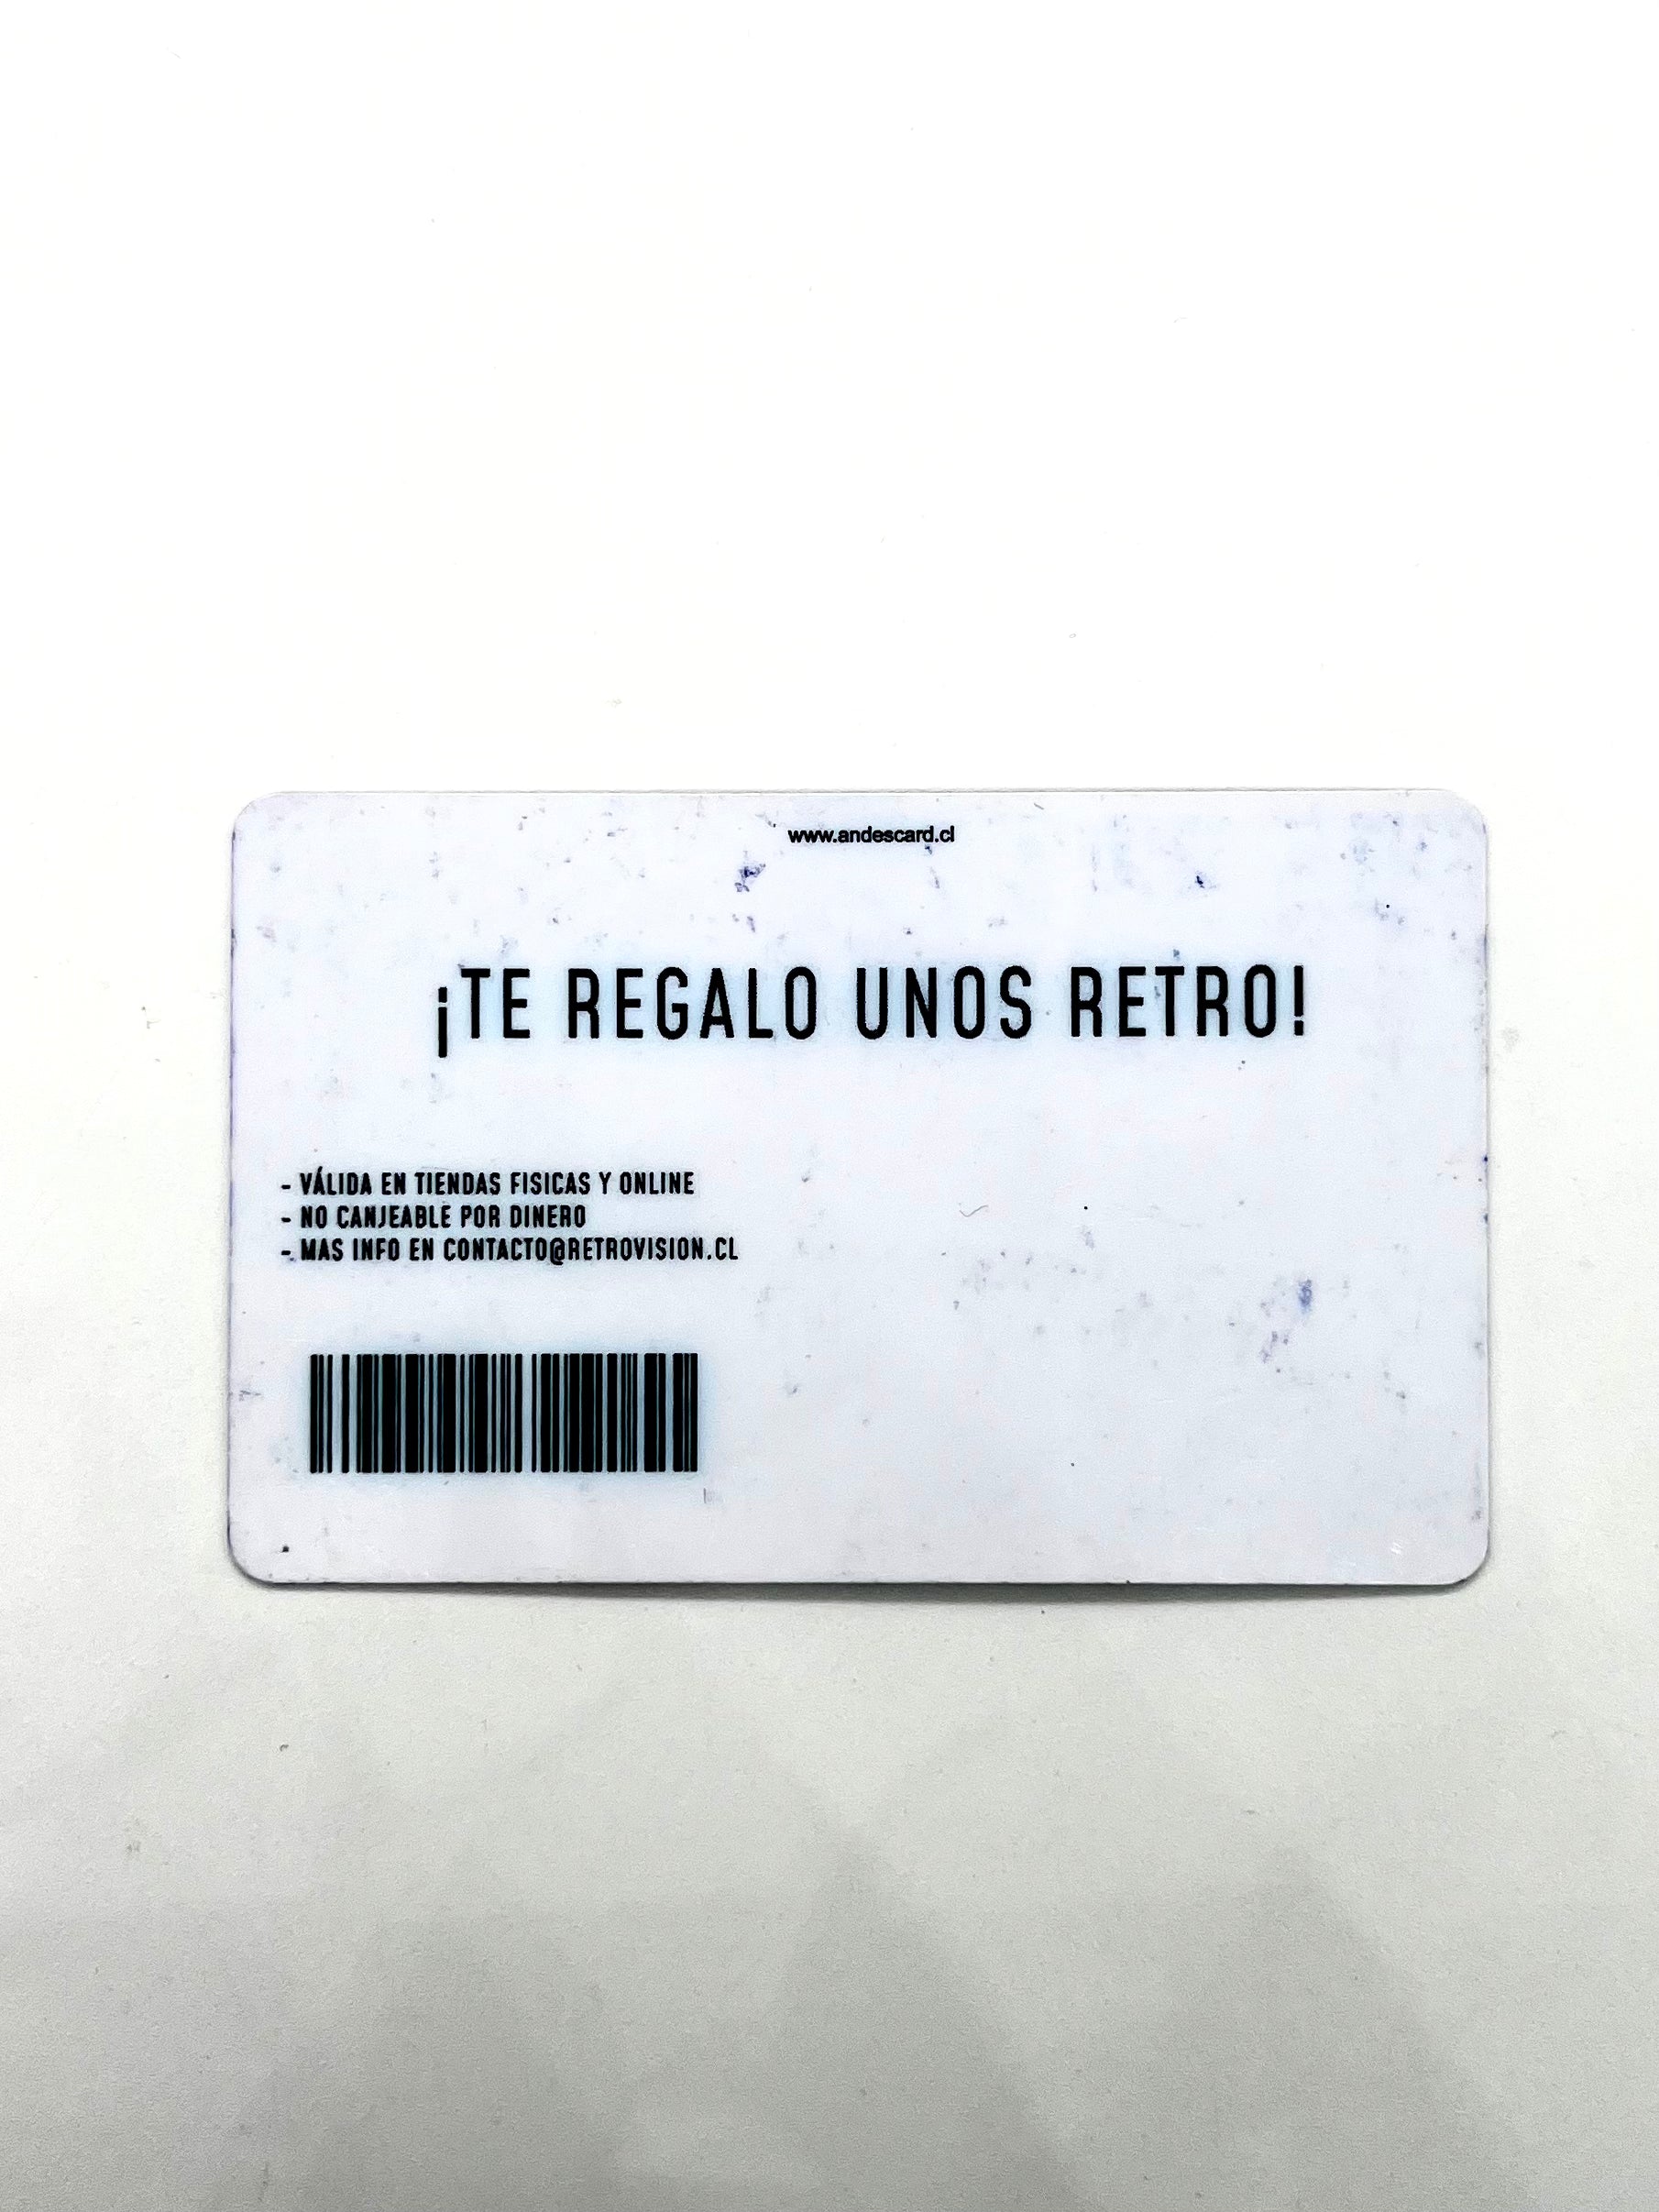 www.andescard.cl
¡TE REGALO UNOS RETRO!
- VÁLIDA EN TIENDAS FISICAS Y ONLINE
- NO CANJEABLE POR DINERO
- MAS INFO EN CONTACTO@RETROVISION.CL